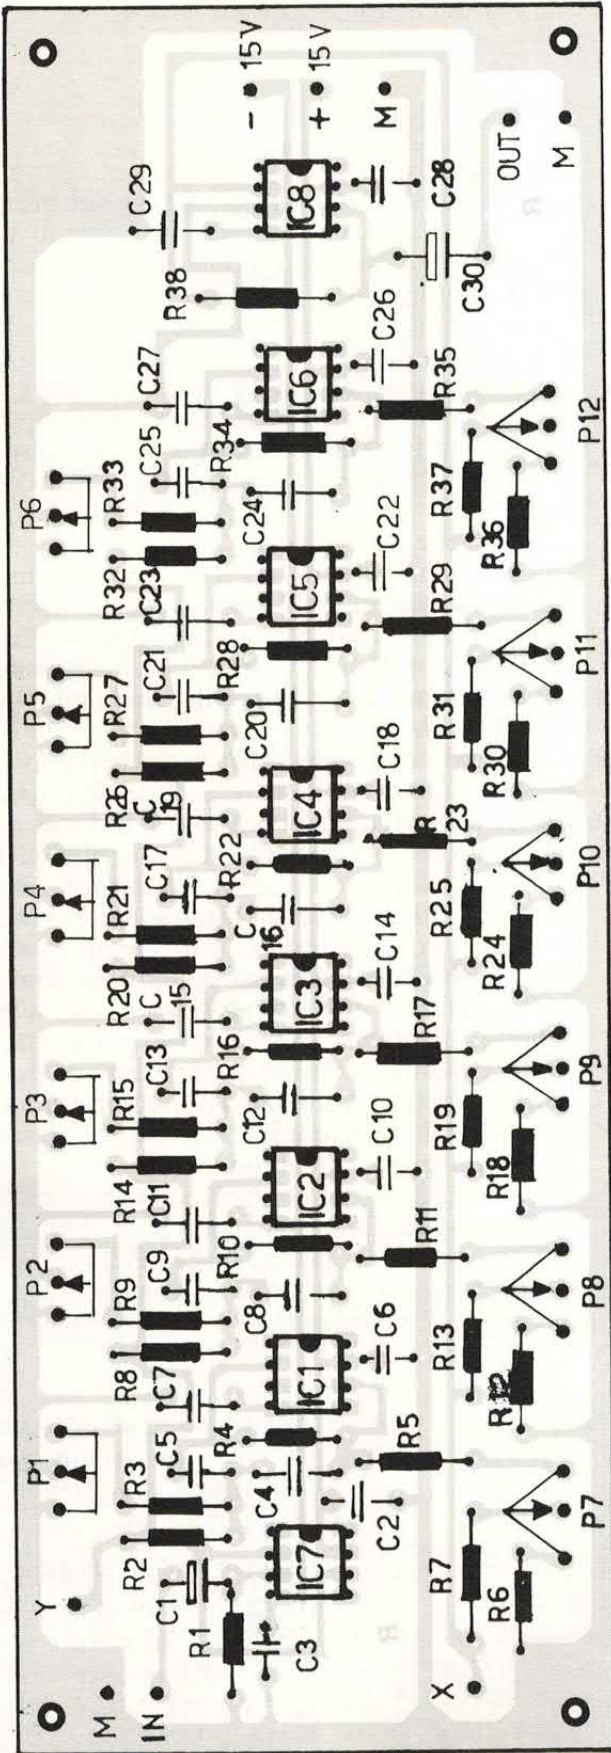 Y P1 P2 P3 P4 P5 P6
M R2 R3 R8 R9 R14 R15 R20 R21 R26 R27 R32 R33
IN C1 C5 C7 C9 C11 C13 C15 C17 C19 C21 C23 C25 C27 C29
R1 R4 R10 R16 R22 R28 R34 R38
C4 C8 C12 C16 C20 C24 - 15V
C3 IC7 IC1 IC2 IC3 IC4 IC5 IC6 IC8 + 15V
C2 C6 C10 C14 C18 C22 C26 M
R5 R11 R17 R23 R29 R35 C28
X R7 R13 R19 R25 R31 R37 C30
R6 R12 R18 R24 R30 R36 OUT
P7 P8 P9 P10 P11 P12 M